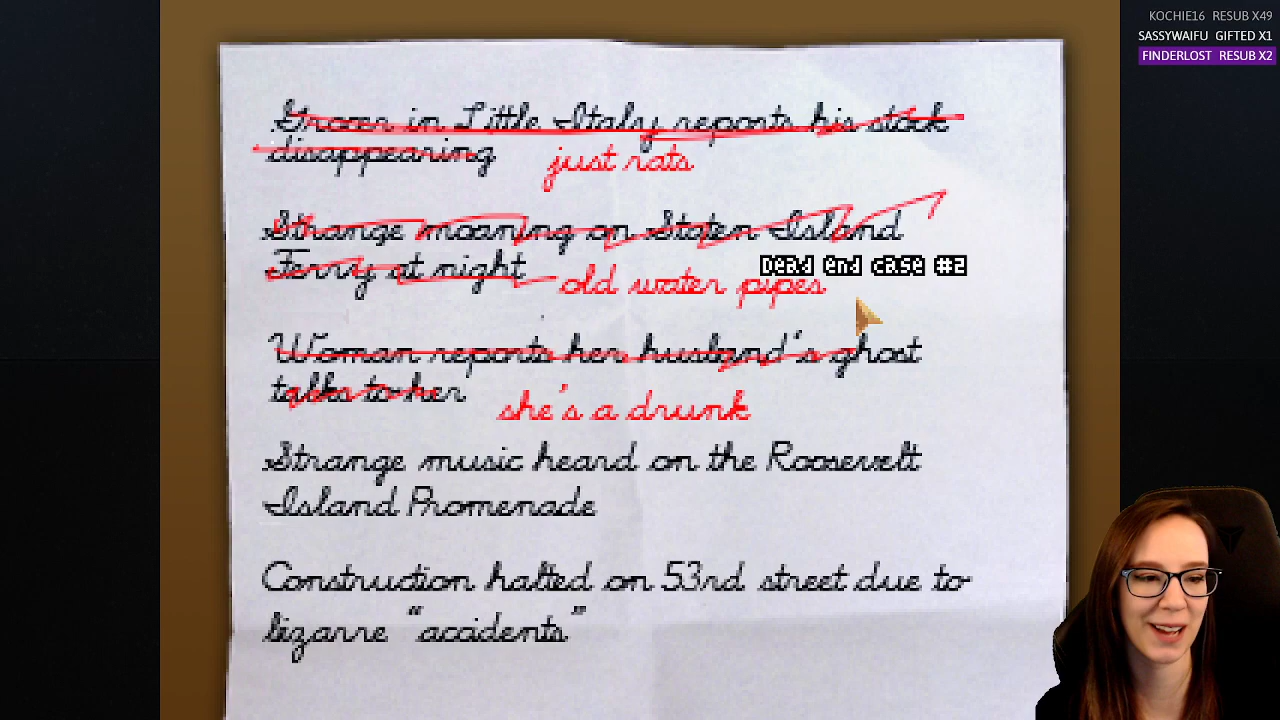 KOCHIE16 RESUB X49
SASSYWAIFU GIFTED X1
FINDERLOST RESUB X2
Grocer in Little Italy reports his stock
disappearing just rats
Strange moaning on Staten Island
Dead end case #2
Ferry at night old water pipes
Woman reports her husband's ghost
talks to her she's a drunk
Strange music heard on the Roosevelt
Island Promenade
Construction halted on 53rd street due to
bizarre "accidents"